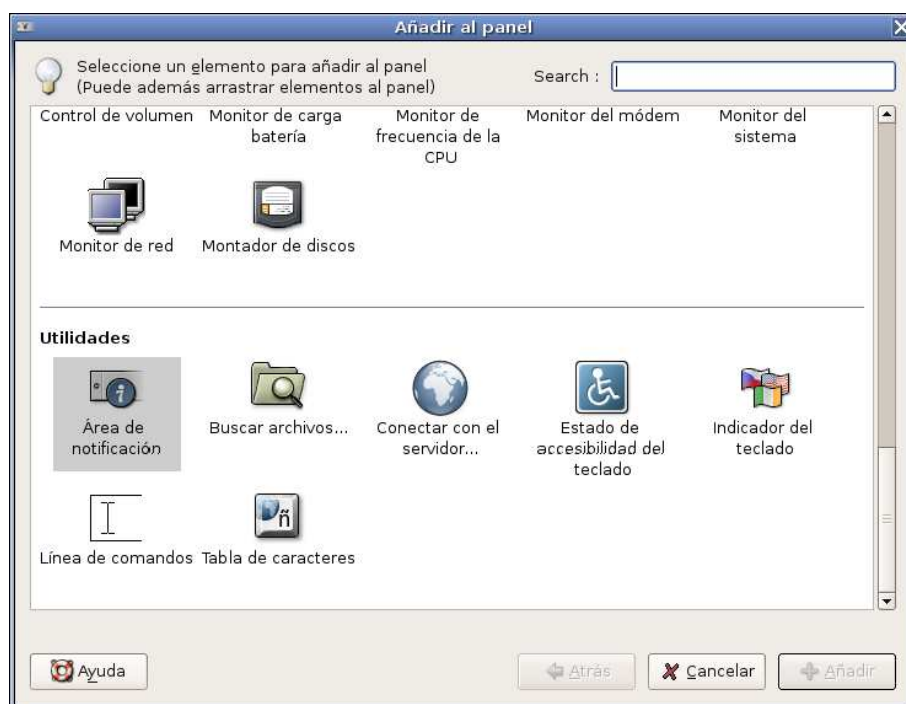 Añadir al panel
Seleccione un elemento para añadir al panel
(Puede además arrastrar elementos al panel)
Search :
Control de volumen
Monitor de carga
batería
Monitor de
frecuencia de la
CPU
Monitor del módem
Monitor del
sistema
Monitor de red
Montador de discos
Utilidades
Área de
notificación
Buscar archivos...
Conectar con el
servidor...
Estado de
accesibilidad del
teclado
Indicador del
teclado
ñ
Línea de comandos
Tabla de caracteres
Ayuda
Atrás
Cancelar
Añadir